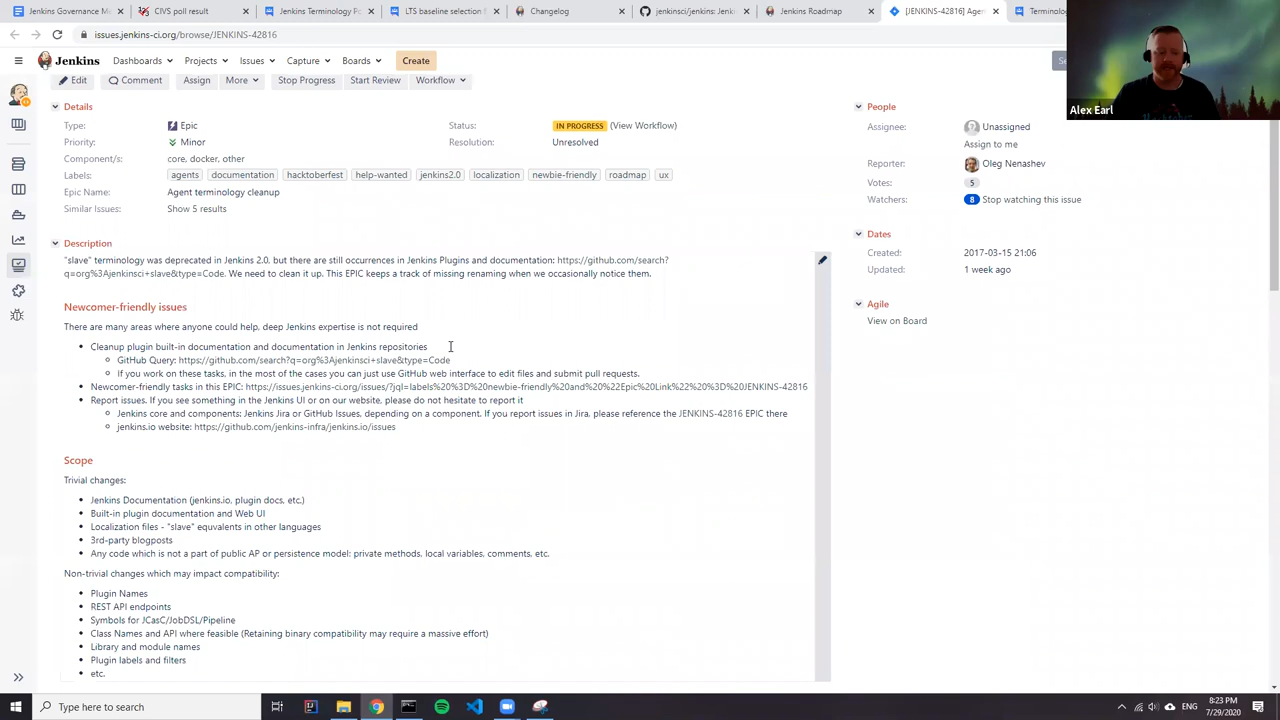 Jenkins Governance M
CIVS poll result
Jenkins Terminology Po
LTS baseline selection f
Changelog
jenkinsci/jenkins: Jenk
Jenkins Roadmap
[JENKINS-42816] Age
Terminolo
issues.jenkins-ci.org/browse/JENKINS-42816
Jenkins
Dashboards
Projects
Issues
Capture
Boards
Create
Se
Edit
Comment
Assign
More
Stop Progress
Start Review
Workflow
Alex Earl
Details
Type: Epic
Status: IN PROGRESS (View Workflow)
Priority: Minor
Resolution: Unresolved
Component/s: core, docker, other
Labels: agents documentation hacktoberfest help-wanted jenkins2.0 localization newbie-friendly roadmap ux
Epic Name: Agent terminology cleanup
Similar Issues: Show 5 results
Description
"slave" terminology was deprecated in Jenkins 2.0, but there are still occurrences in Jenkins Plugins and documentation: https://github.com/search?
q=org%3Ajenkinsci+slave&type=Code. We need to clean it up. This EPIC keeps a track of missing renaming when we occasionally notice them.
Newcomer-friendly issues
There are many areas where anyone could help, deep Jenkins expertise is not required
• Cleanup plugin built-in documentation and documentation in Jenkins repositories
GitHub Query: https://github.com/search?q=org%3Ajenkinsci+slave&type=Code
If you work on these tasks, in the most of the cases you can just use GitHub web interface to edit files and submit pull requests.
• Newcomer-friendly tasks in this EPIC: https://issues.jenkins-ci.org/issues/?jql=labels%20%3D%20newbie-friendly%20and%20%22Epic%20Link%22%20%3D%20JENKINS-42816
• Report issues. If you see something in the Jenkins UI or on our website, please do not hesitate to report it
Jenkins core and components: Jenkins Jira or GitHub Issues, depending on a component. If you report issues in Jira, please reference the JENKINS-42816 EPIC there
jenkins.io website: https://github.com/jenkins-infra/jenkins.io/issues
Scope
Trivial changes:
• Jenkins Documentation (jenkins.io, plugin docs, etc.)
• Built-in plugin documentation and Web UI
• Localization files - "slave" equvalents in other languages
• 3rd-party blogposts
• Any code which is not a part of public AP or persistence model: private methods, local variables, comments, etc.
Non-trivial changes which may impact compatibility:
• Plugin Names
• REST API endpoints
• Symbols for JCasC/JobDSL/Pipeline
• Class Names and API where feasible (Retaining binary compatibility may require a massive effort)
• Library and module names
• Plugin labels and filters
• etc.
People
Assignee: Unassigned
Assign to me
Reporter: Oleg Nenashev
Votes: 5
Watchers: 8 Stop watching this issue
Dates
Created: 2017-03-15 21:06
Updated: 1 week ago
Agile
View on Board
Type here to search
8:23 PM
7/29/2020